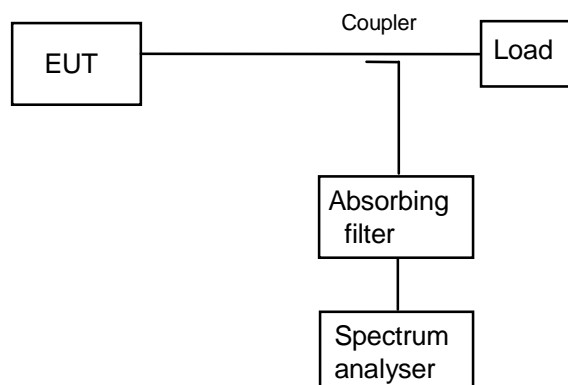 Coupler
EUT
Load
Absorbing
filter
Spectrum
analyser